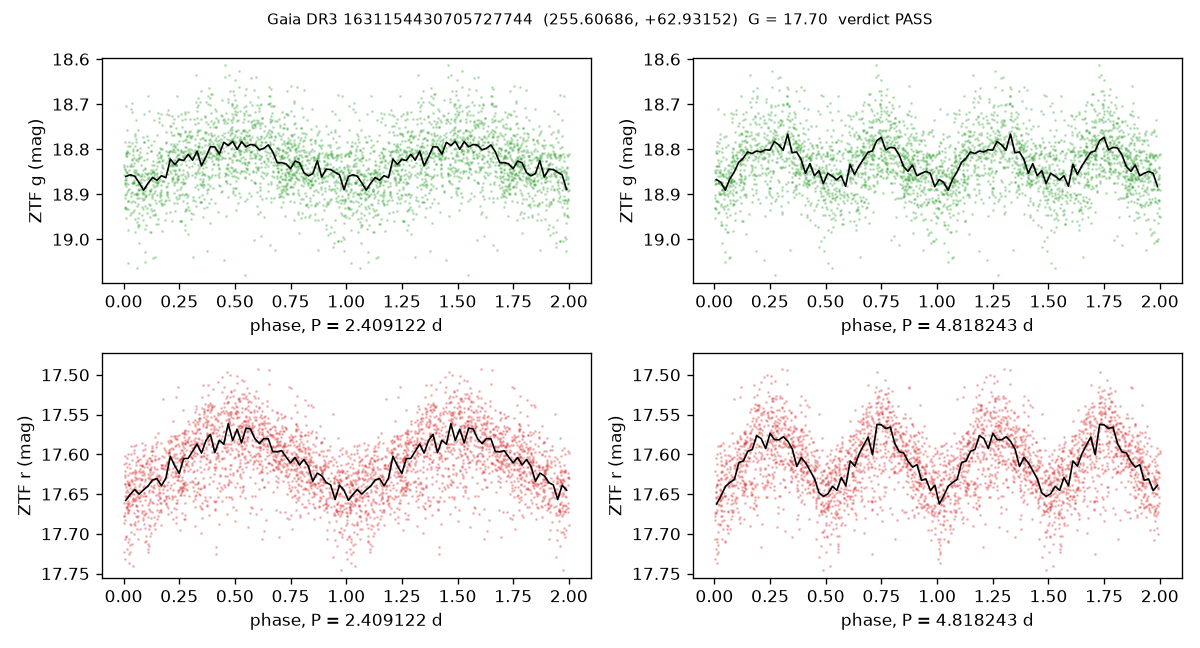 Gaia DR3 1631154430705727744  (255.60686, +62.93152)  G = 17.70  verdict PASS
18.6
18.7
18.8
18.9
19.0
ZTF g (mag)
0.00 0.25 0.50 0.75 1.00 1.25 1.50 1.75 2.00
phase, P = 2.409122 d
18.6
18.7
18.8
18.9
19.0
ZTF g (mag)
0.00 0.25 0.50 0.75 1.00 1.25 1.50 1.75 2.00
phase, P = 4.818243 d
17.50
17.55
17.60
17.65
17.70
17.75
ZTF r (mag)
0.00 0.25 0.50 0.75 1.00 1.25 1.50 1.75 2.00
phase, P = 2.409122 d
17.50
17.55
17.60
17.65
17.70
17.75
ZTF r (mag)
0.00 0.25 0.50 0.75 1.00 1.25 1.50 1.75 2.00
phase, P = 4.818243 d